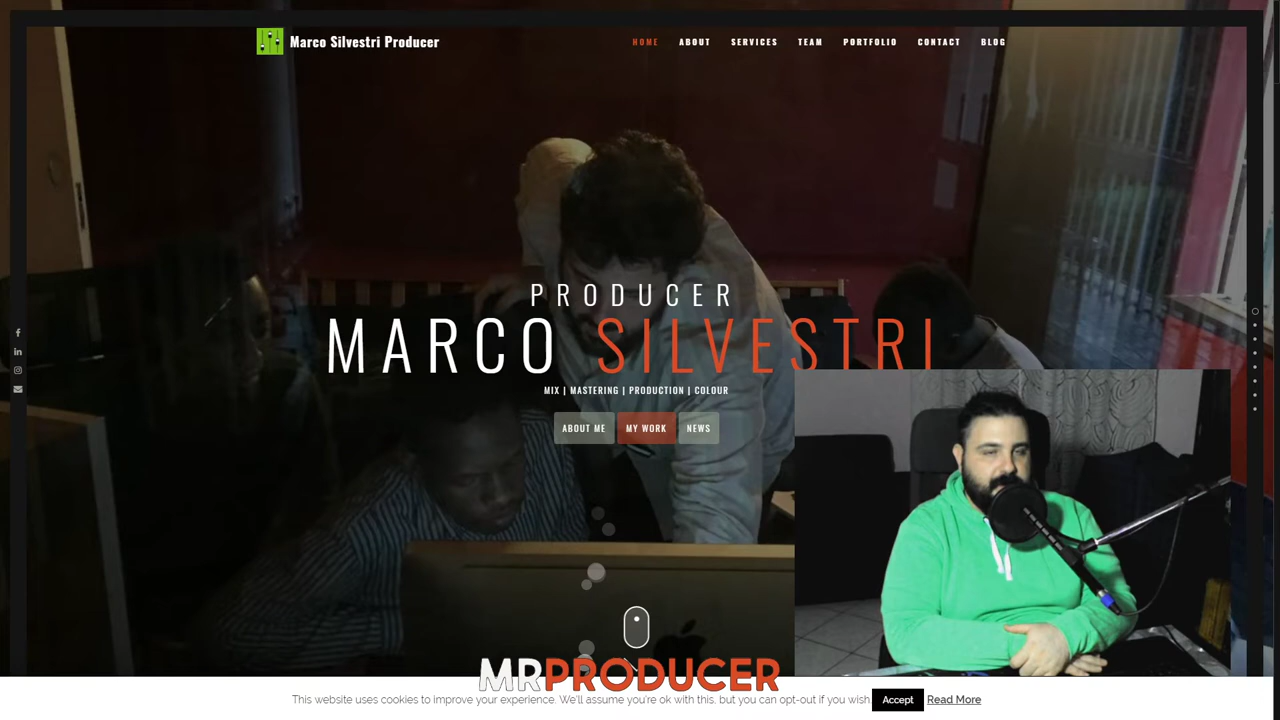 Marco Silvestri Producer
HOME ABOUT SERVICES TEAM PORTFOLIO CONTACT BLOG
PRODUCER
MARCO SILVESTRI
MIX | MASTERING | PRODUCTION | COLOUR
ABOUT ME MY WORK NEWS
MRPRODUCER
This website uses cookies to improve your experience. We'll assume you're ok with this, but you can opt-out if you wish. Accept Read More